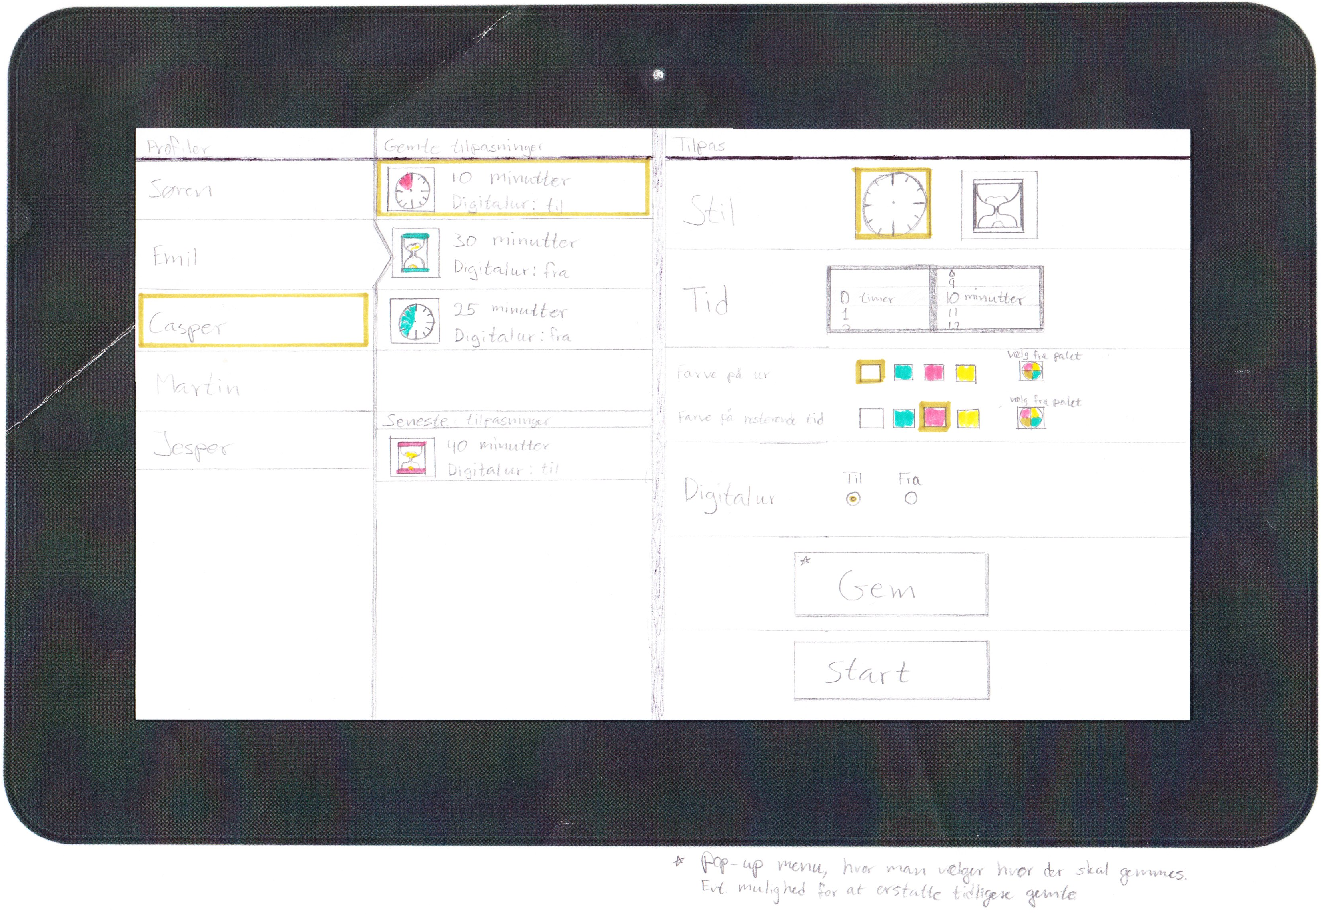 Profiler
Søren
Emil
Casper
Martin
Jesper
Gemte tilpasninger
10 minutter
Digitalur: til
30 minutter
Digitalur: fra
25 minutter
Digitalur: fra
Seneste tilpasninger
40 minutter
Digitalur: til
Tilpas
Stil
Tid
0 timer
1
2
8
9
10 minutter
11
12
Farve på ur
Vælg fra palet
Farve på resterende tid
Vælg fra palet
Digitalur
Til Fra
* Gem
Start
* Pop-up menu, hvor man vælger hvor der skal gemmes.
Evt mulighed for at erstatte tidligere gemte